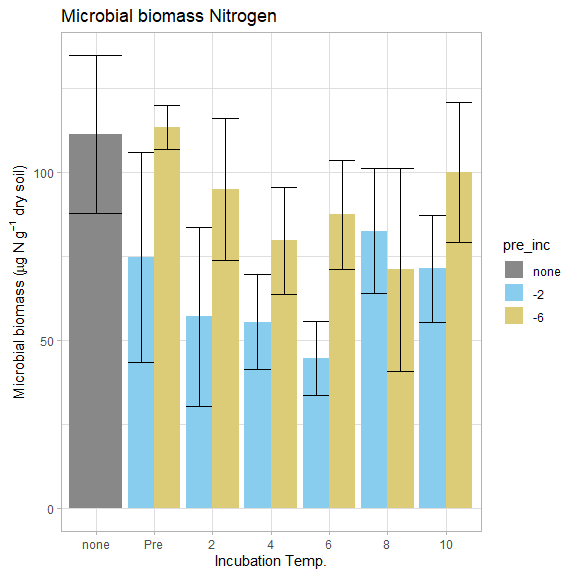 Microbial biomass Nitrogen
Microbial biomass (μg N g⁻¹ dry soil)
100
50
0
none Pre 2 4 6 8 10
Incubation Temp.
pre_inc
none
-2
-6